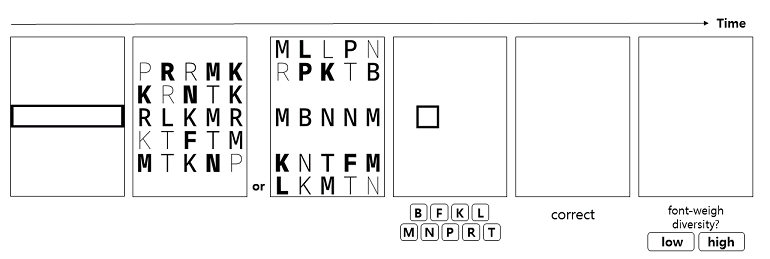 Time
P R R M K
K R N T K
R L K M R
K T F T M
M T K N P
or
M L L P N
R P K T B
M B N N M
K N T F M
L K M T N
B F K L
M N P R T
correct
font-weigh
diversity?
low high